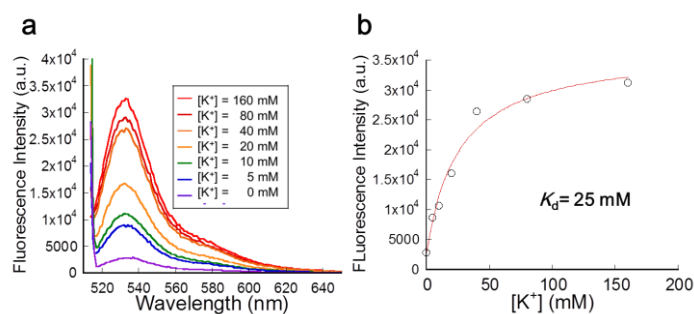 a
Fluorescence Intensity (a.u.)
4x10⁴
3.5x10⁴
3x10⁴
2.5x10⁴
2x10⁴
1.5x10⁴
1x10⁴
5000
0
520 540 560 580 600 620 640
Wavelength (nm)
[K⁺] = 160 mM
[K⁺] = 80 mM
[K⁺] = 40 mM
[K⁺] = 20 mM
[K⁺] = 10 mM
[K⁺] = 5 mM
[K⁺] = 0 mM
b
FLuorescence Intensity (a.u.)
3.5x10⁴
3x10⁴
2.5x10⁴
2x10⁴
1.5x10⁴
1x10⁴
5000
0
0 50 100 150 200
[K⁺] (mM)
Kd= 25 mM